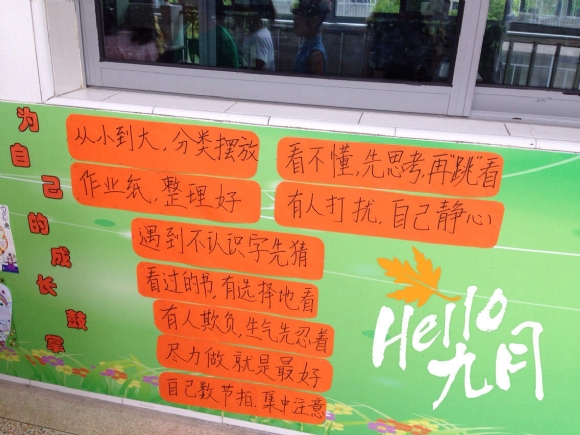 为自己的成长鼓掌
从小到大,分类摆放
作业纸,整理好
看不懂,先思考,再"跳"看
有人打扰,自己静心
遇到不认识字先猜
看过的书,有选择地看
有人欺负,生气先忍着
尽力做就是最好
自己数节拍,集中注意
Hello
九月